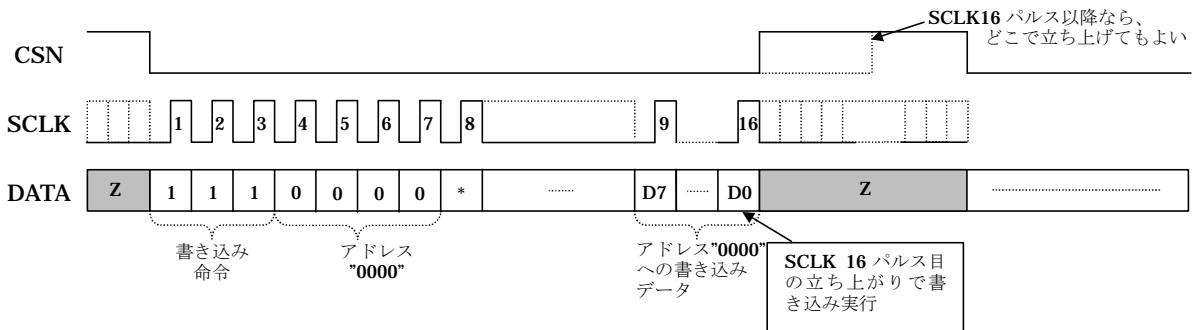 SCLK16 パルス以降なら、
どこで立ち上げてもよい
CSN
SCLK
1 2 3 4 5 6 7 8 9 16
DATA
Z 1 1 1 0 0 0 0 * ........ D7 ...... D0 Z ........
書き込み
命令
アドレス
"0000"
アドレス"0000"
への書き込み
データ
SCLK 16 パルス目
の立ち上がりで書
き込み実行